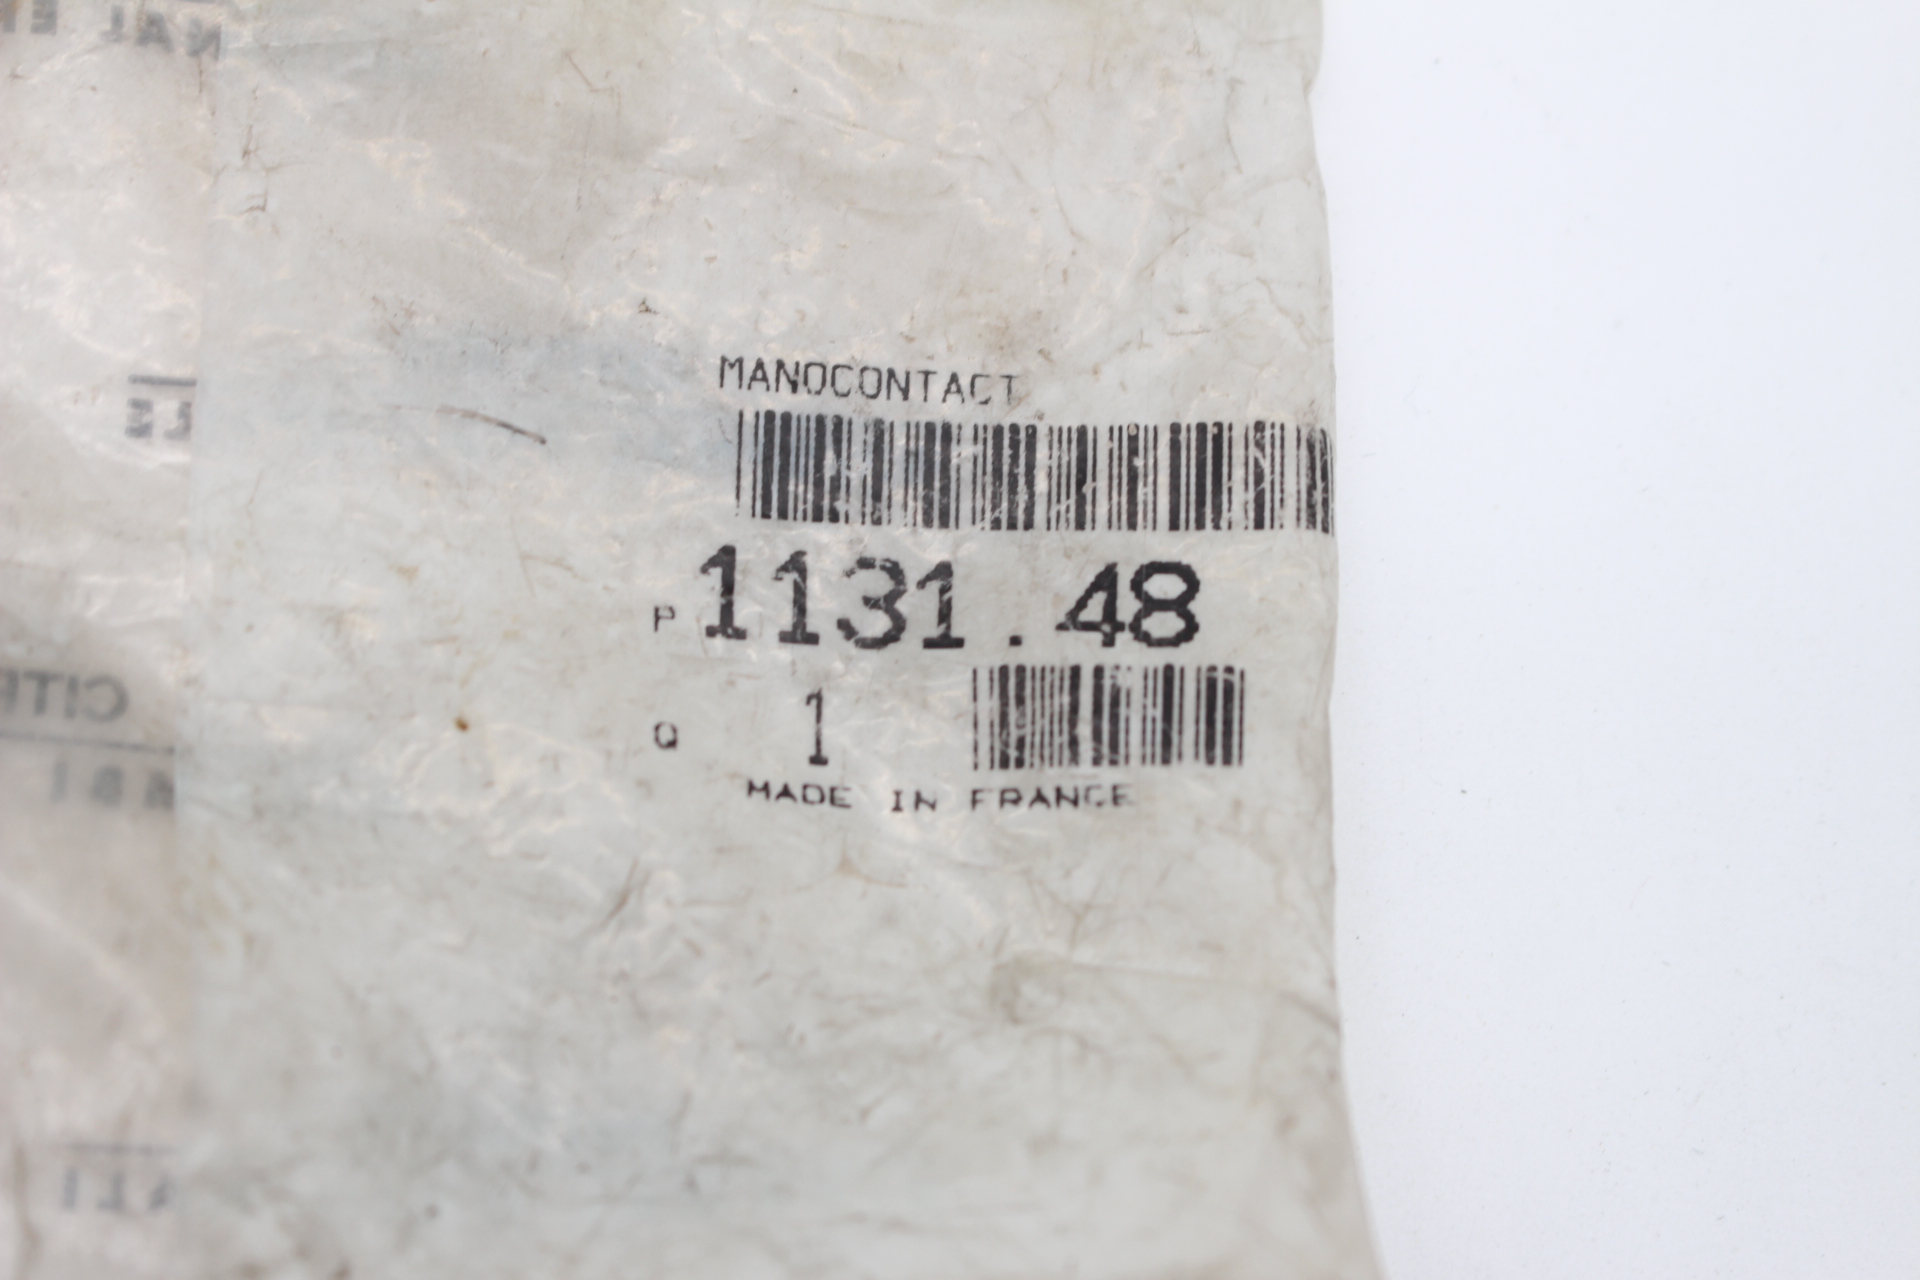 MANOCONTACT
P 1131.48
Q 1
MADE IN FRANCE